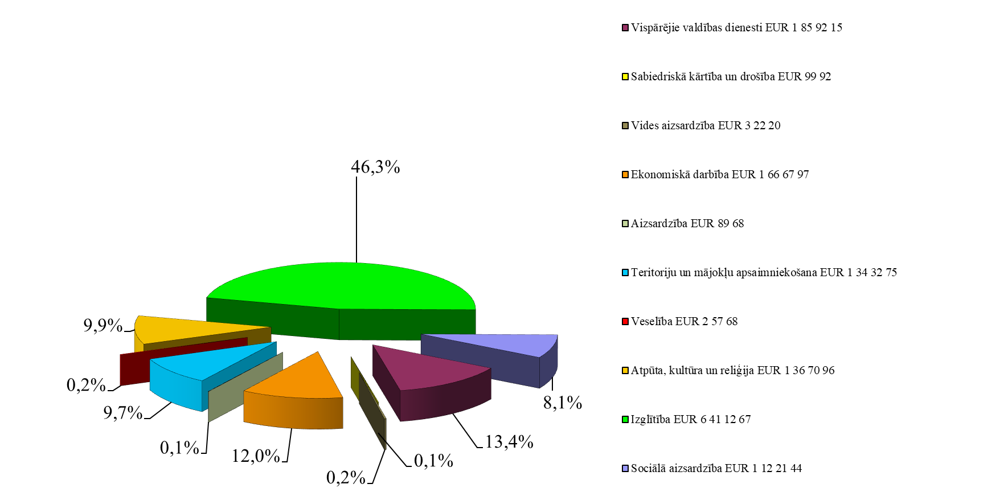 Vispārējie valdības dienesti EUR 1 85 92 15
Sabiedriskā kārtība un drošība EUR 99 92
Vides aizsardzība EUR 3 22 20
46,3%
Ekonomiskā darbība EUR 1 66 67 97
Aizsardzība EUR 89 68
Teritoriju un mājokļu apsaimniekošana EUR 1 34 32 75
9,9%
Veselība EUR 2 57 68
0,2%
Atpūta, kultūra un reliģija EUR 1 36 70 96
9,7%
8,1%
Izglītība EUR 6 41 12 67
0,1%
13,4%
12,0%
0,1%
0,2%
Sociālā aizsardzība EUR 1 12 21 44